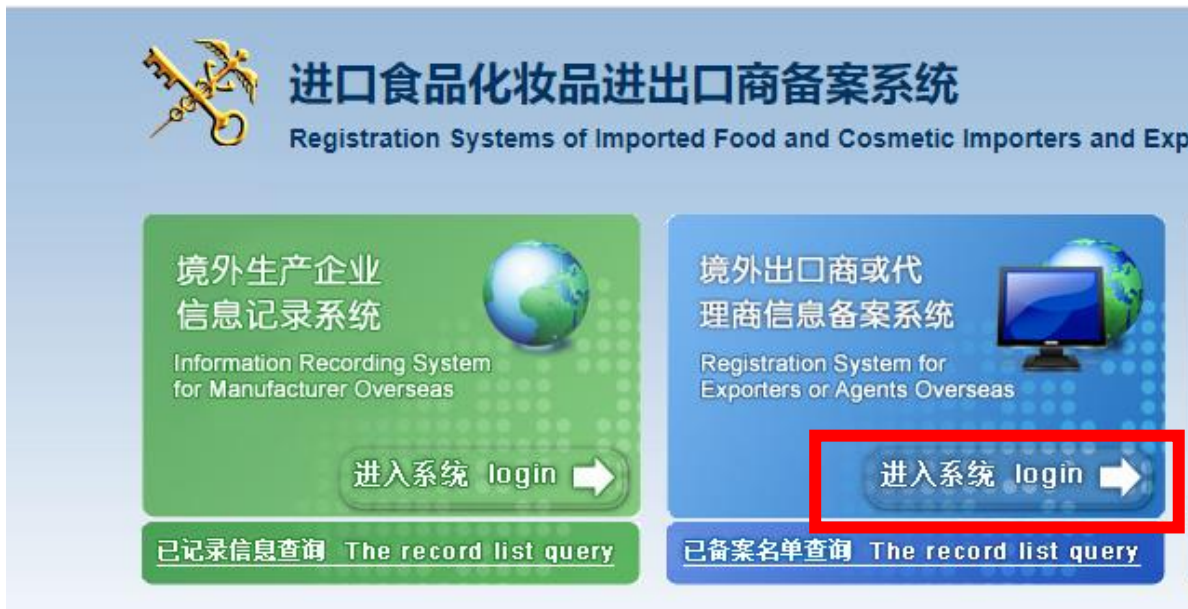 进口食品化妆品进出口商备案系统
Registration Systems of Imported Food and Cosmetic Importers and Exp
境外生产企业
信息记录系统
Information Recording System
for Manufacturer Overseas
进入系统 login
已记录信息查询 The record list query
境外出口商或代
理商信息备案系统
Registration System for
Exporters or Agents Overseas
进入系统 login
已备案名单查询 The record list query